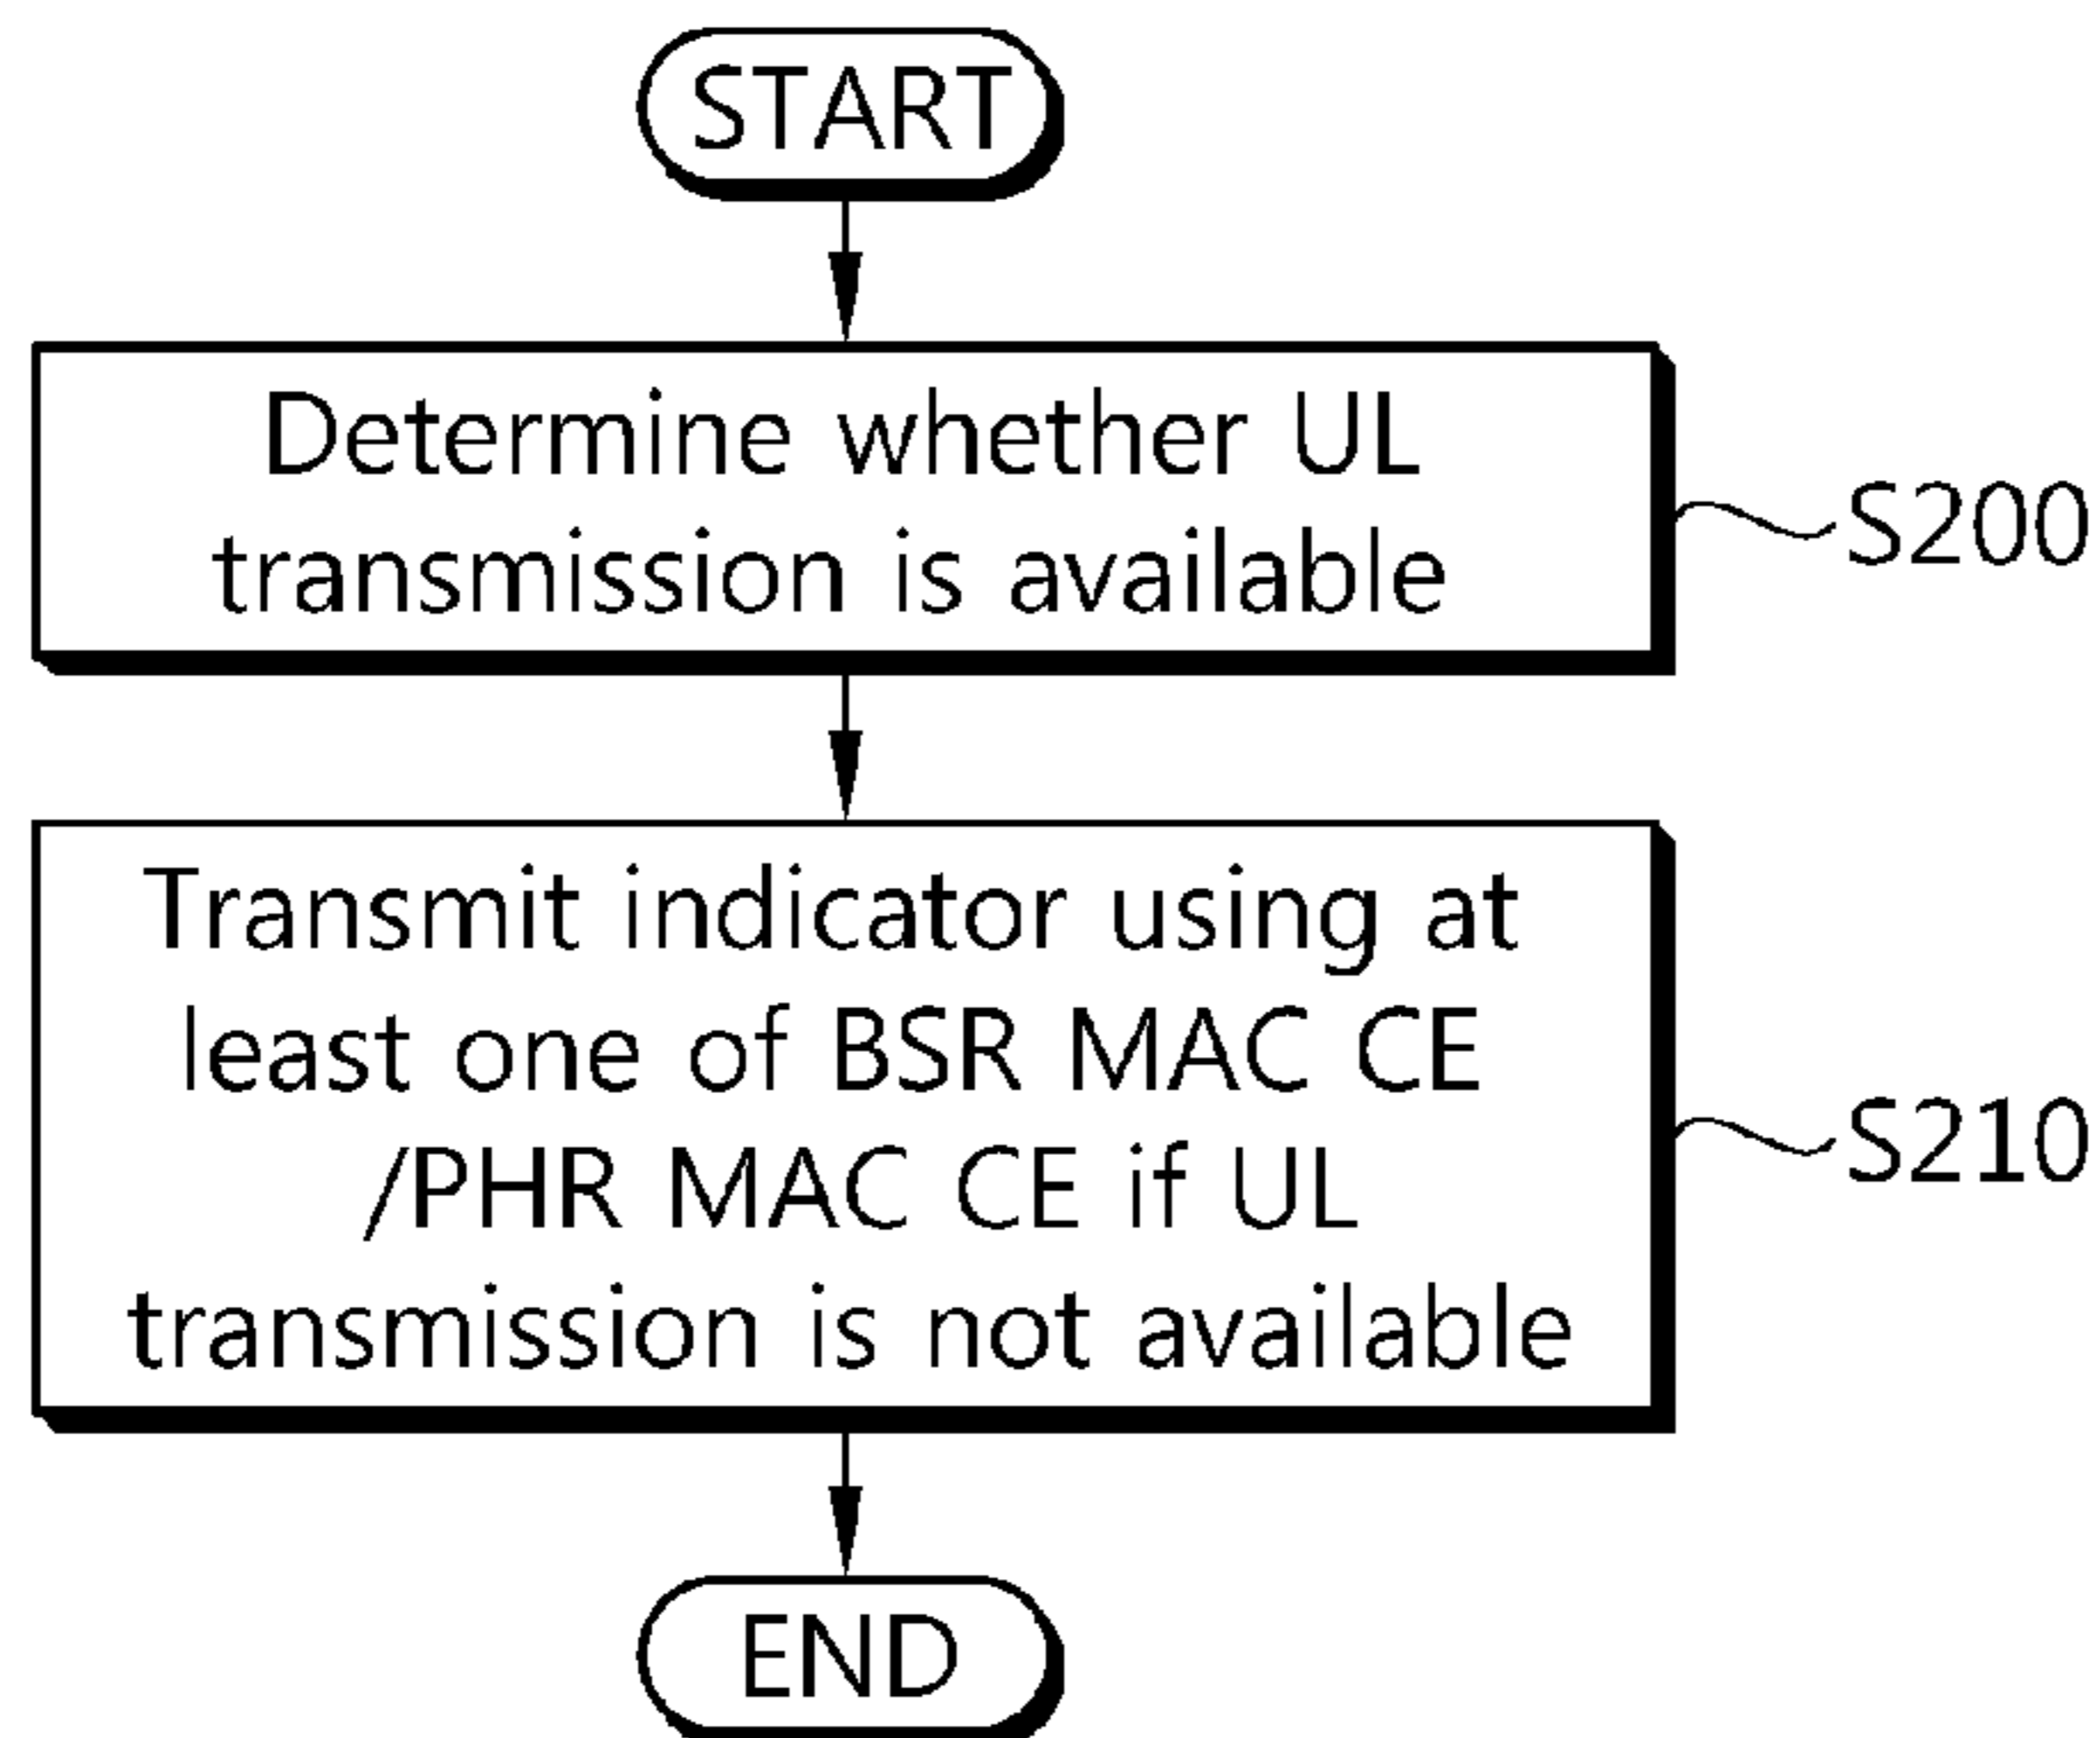 START
Determine whether UL
transmission is available
S200
Transmit indicator using at
least one of BSR MAC CE
/PHR MAC CE if UL
transmission is not available
S210
END